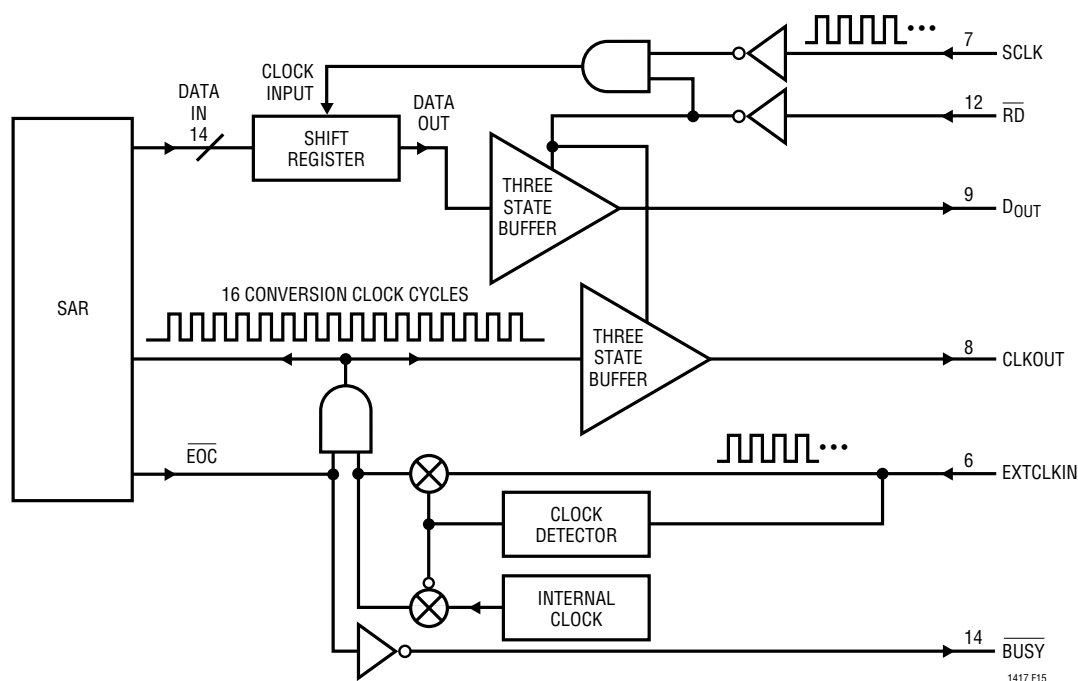 7
SCLK
CLOCK
INPUT
DATA
IN
14
DATA
OUT
12
RD
SHIFT
REGISTER
THREE
STATE
BUFFER
9
DOUT
16 CONVERSION CLOCK CYCLES
SAR
THREE
STATE
BUFFER
8
CLKOUT
EOC
6
EXTCLKIN
CLOCK
DETECTOR
INTERNAL
CLOCK
14
BUSY
1417 F15